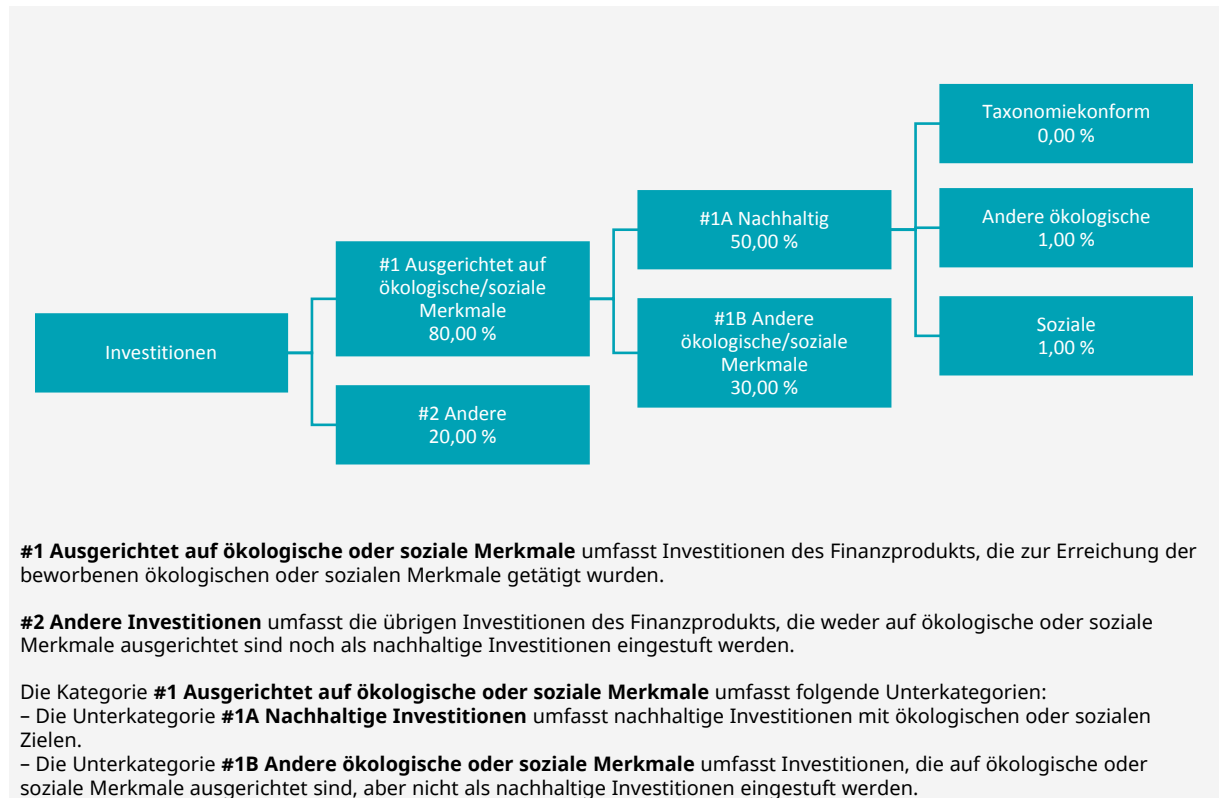 Investitionen
#1 Ausgerichtet auf
ökologische/soziale
Merkmale
80,00 %
#2 Andere
20,00 %
#1A Nachhaltig
50,00 %
#1B Andere
ökologische/soziale
Merkmale
30,00 %
Taxonomiekonform
0,00 %
Andere ökologische
1,00 %
Soziale
1,00 %
#1 Ausgerichtet auf ökologische oder soziale Merkmale umfasst Investitionen des Finanzprodukts, die zur Erreichung der
beworbenen ökologischen oder sozialen Merkmale getätigt wurden.
#2 Andere Investitionen umfasst die übrigen Investitionen des Finanzprodukts, die weder auf ökologische oder soziale
Merkmale ausgerichtet sind noch als nachhaltige Investitionen eingestuft werden.
Die Kategorie #1 Ausgerichtet auf ökologische oder soziale Merkmale umfasst folgende Unterkategorien:
– Die Unterkategorie #1A Nachhaltige Investitionen umfasst nachhaltige Investitionen mit ökologischen oder sozialen
Zielen.
– Die Unterkategorie #1B Andere ökologische oder soziale Merkmale umfasst Investitionen, die auf ökologische oder
soziale Merkmale ausgerichtet sind, aber nicht als nachhaltige Investitionen eingestuft werden.